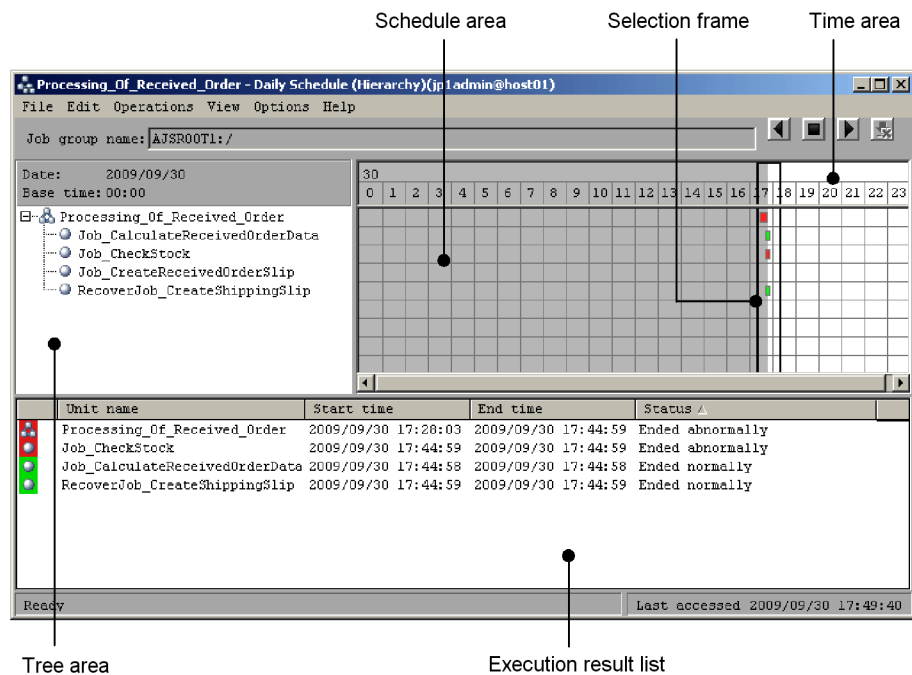 Schedule area Selection frame Time area
Processing_Of_Received_Order - Daily Schedule (Hierarchy)(jp1admin@host01)
File Edit Operations View Options Help
Job group name: AJSROOT1:/
Date: 2009/09/30
Base time: 00:00
30
0 1 2 3 4 5 6 7 8 9 10 11 12 13 14 15 16 17 18 19 20 21 22 23
Processing_Of_Received_Order
Job_CalculateReceivedOrderData
Job_CheckStock
Job_CreateReceivedOrderSlip
RecoverJob_CreateShippingSlip
Unit name Start time End time Status
Processing_Of_Received_Order 2009/09/30 17:28:03 2009/09/30 17:44:59 Ended abnormally
Job_CheckStock 2009/09/30 17:44:59 2009/09/30 17:44:59 Ended abnormally
Job_CalculateReceivedOrderData 2009/09/30 17:44:58 2009/09/30 17:44:58 Ended normally
RecoverJob_CreateShippingSlip 2009/09/30 17:44:59 2009/09/30 17:44:59 Ended normally
Ready Last accessed 2009/09/30 17:49:40
Tree area Execution result list